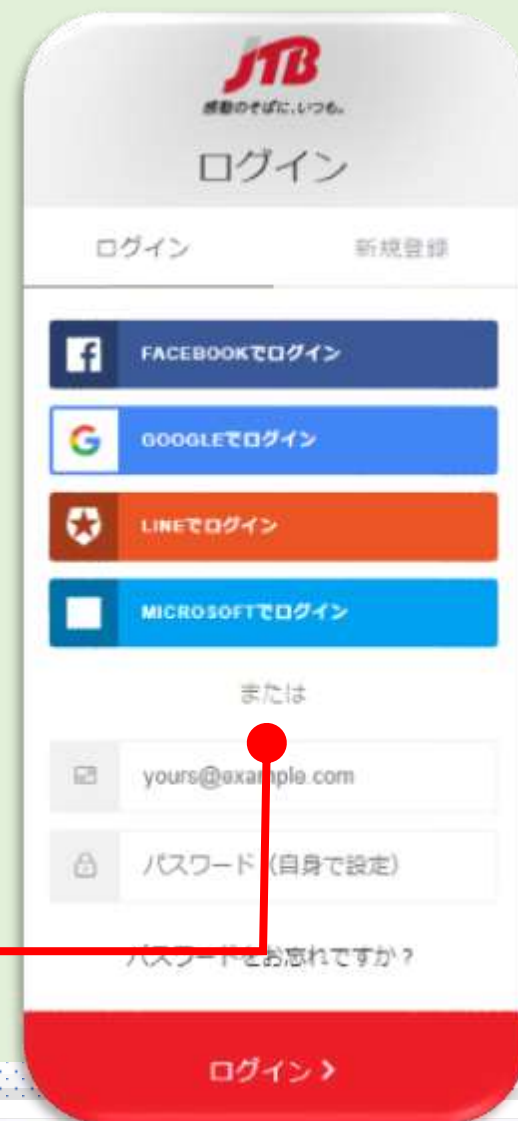 JTB
感動のそばに、いつも。
ログイン
ログイン
新規登録
FACEBOOKでログイン
GOOGLEでログイン
LINEでログイン
MICROSOFTでログイン
または
yours@example.com
パスワード（自身で設定）
パスワードをお忘れですか？
ログイン >